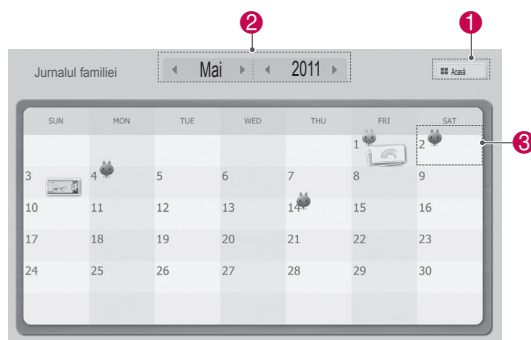 2
1
Jurnalul familiei
Mai
2011
Acasă
SUN MON TUE WED THU FRI SAT
1 2
3
3 4 5 6 7 8 9
10 11 12 13 14 15 16
17 18 19 20 21 22 23
24 25 26 27 28 29 30